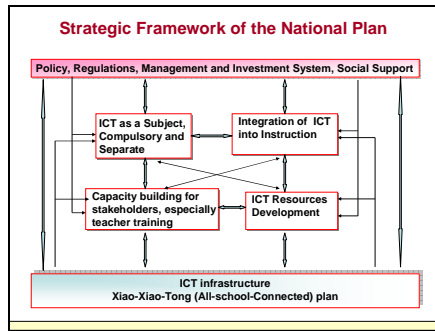 Strategic Framework of the National Plan
Policy, Regulations, Management and Investment System, Social Support
ICT as a Subject,
Compulsory and
Separate
Integration of ICT
into Instruction
Capacity building for
stakeholders, especially
teacher training
ICT Resources
Development
ICT infrastructure
Xiao-Xiao-Tong (All-school-Connected) plan